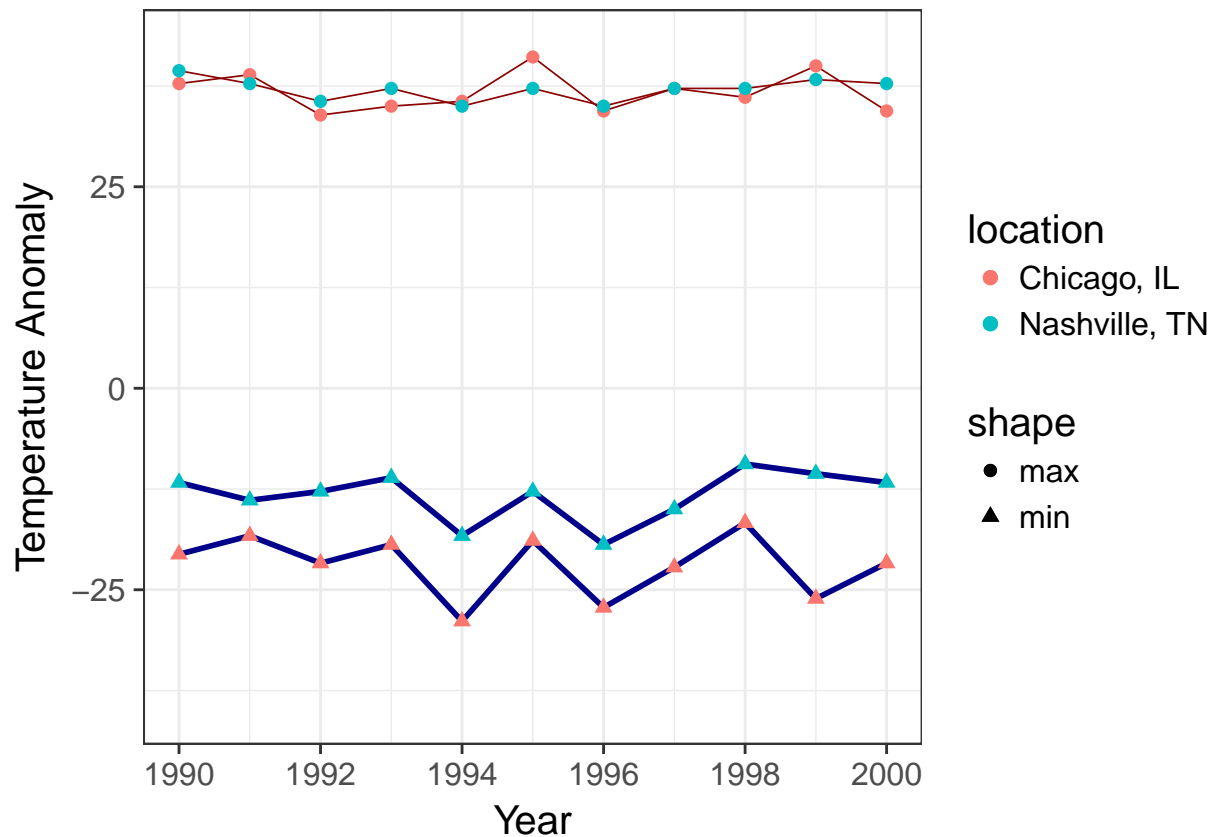 Temperature Anomaly
25
0
−25
1990 1992 1994 1996 1998 2000
Year
location
Chicago, IL
Nashville, TN
shape
max
min